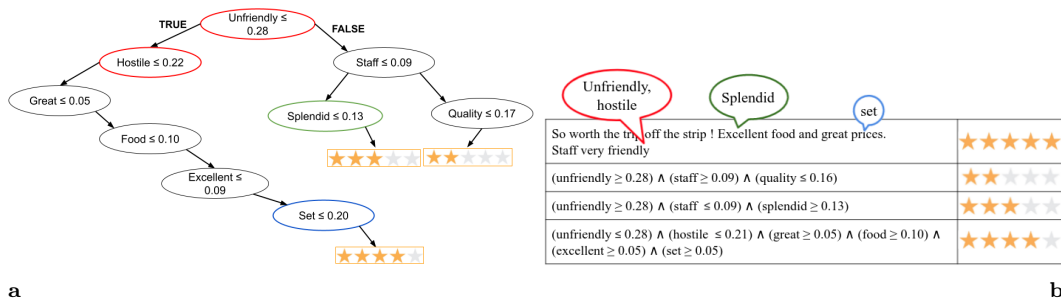 TRUE
Unfriendly ≤
0.28
FALSE
Hostile ≤ 0.22
Staff ≤ 0.09
Great ≤ 0.05
Splendid ≤ 0.13
Quality ≤ 0.17
Food ≤ 0.10
Excellent ≤
0.09
Set ≤ 0.20
a
Unfriendly,
hostile
Splendid
set
So worth the trip off the strip ! Excellent food and great prices.
Staff very friendly
(unfriendly ≥ 0.28) ∧ (staff ≥ 0.09) ∧ (quality ≤ 0.16)
(unfriendly ≥ 0.28) ∧ (staff ≤ 0.09) ∧ (splendid ≥ 0.13)
(unfriendly ≤ 0.28) ∧ (hostile ≤ 0.21) ∧ (great ≥ 0.05) ∧ (food ≥ 0.10) ∧
(excellent ≥ 0.05) ∧ (set ≥ 0.05)
b